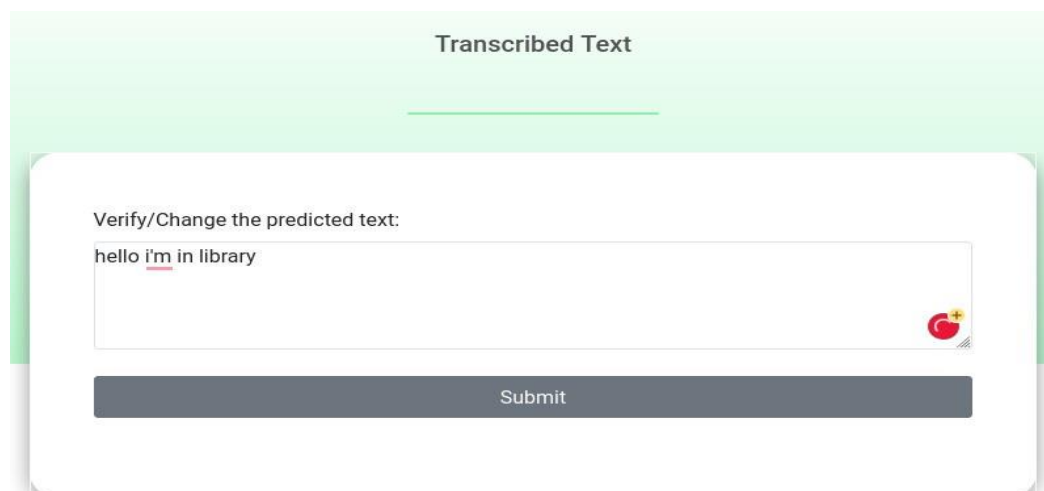 Transcribed Text
Verify/Change the predicted text:
hello i'm in library
Submit